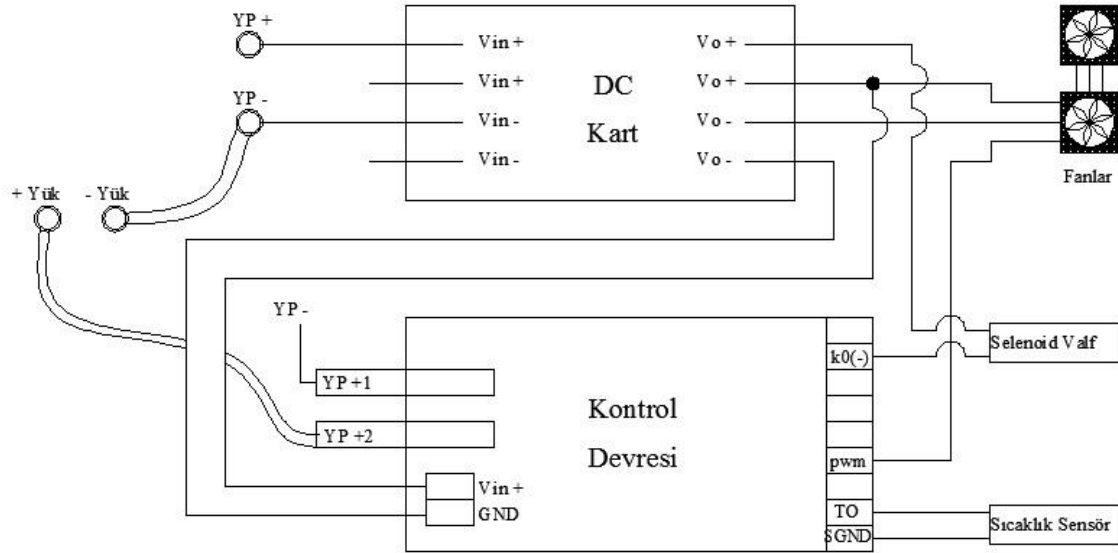 YP +
Vin +
Vo +
Vin +
DC
Vo +
YP -
Vin -
Kart
Vo -
Vin -
Vo -
Fanlar
+ Yük
- Yük
YP -
Selenoid Valf
k0(-)
YP +1
Kontrol
YP +2
Devresi
pwm
Vin +
GND
TO
Sıcaklık Sensör
SGND